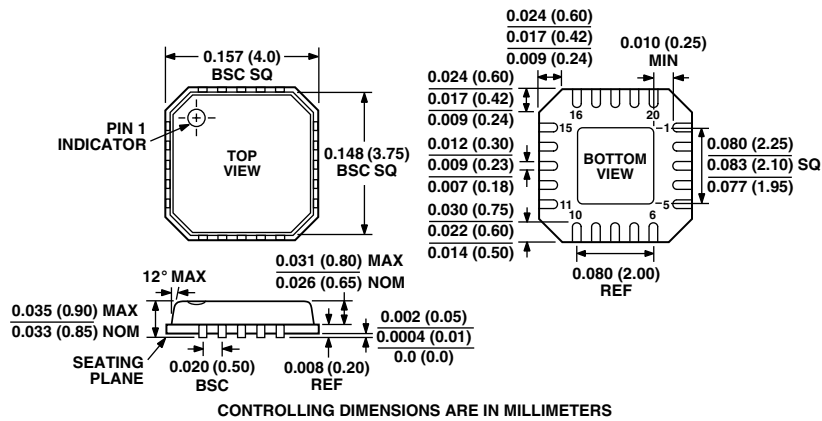 0.157 (4.0)
BSC SQ
PIN 1
INDICATOR
TOP
VIEW
0.148 (3.75)
BSC SQ
0.024 (0.60)
0.017 (0.42)
0.009 (0.24)
0.010 (0.25)
MIN
0.024 (0.60)
0.017 (0.42)
0.009 (0.24)
16
20
15
1
0.012 (0.30)
0.009 (0.23)
0.007 (0.18)
BOTTOM
VIEW
0.080 (2.25)
0.083 (2.10) SQ
0.077 (1.95)
11
10
6
5
0.030 (0.75)
0.022 (0.60)
0.014 (0.50)
0.080 (2.00)
REF
12° MAX
0.031 (0.80) MAX
0.026 (0.65) NOM
0.035 (0.90) MAX
0.033 (0.85) NOM
0.002 (0.05)
0.0004 (0.01)
0.0 (0.0)
SEATING
PLANE
0.020 (0.50)
BSC
0.008 (0.20)
REF
CONTROLLING DIMENSIONS ARE IN MILLIMETERS